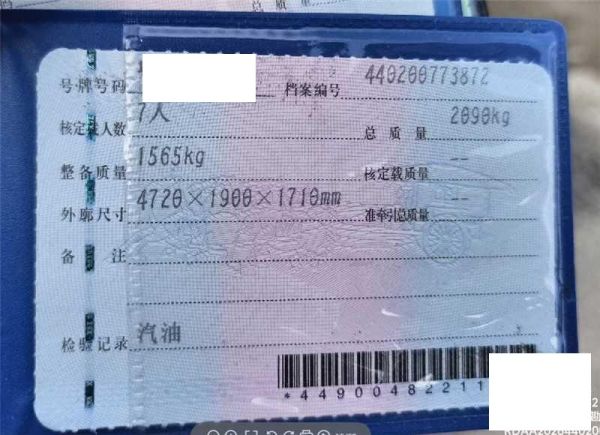 号牌号码 档案编号 440200773872
核定载人数 7人 总质量 2090kg
整备质量 1565kg 核定载质量 --
外廓尺寸 4720×1900×1710mm 准牵引总质量 --
备注
检验记录 汽油
*44900482211